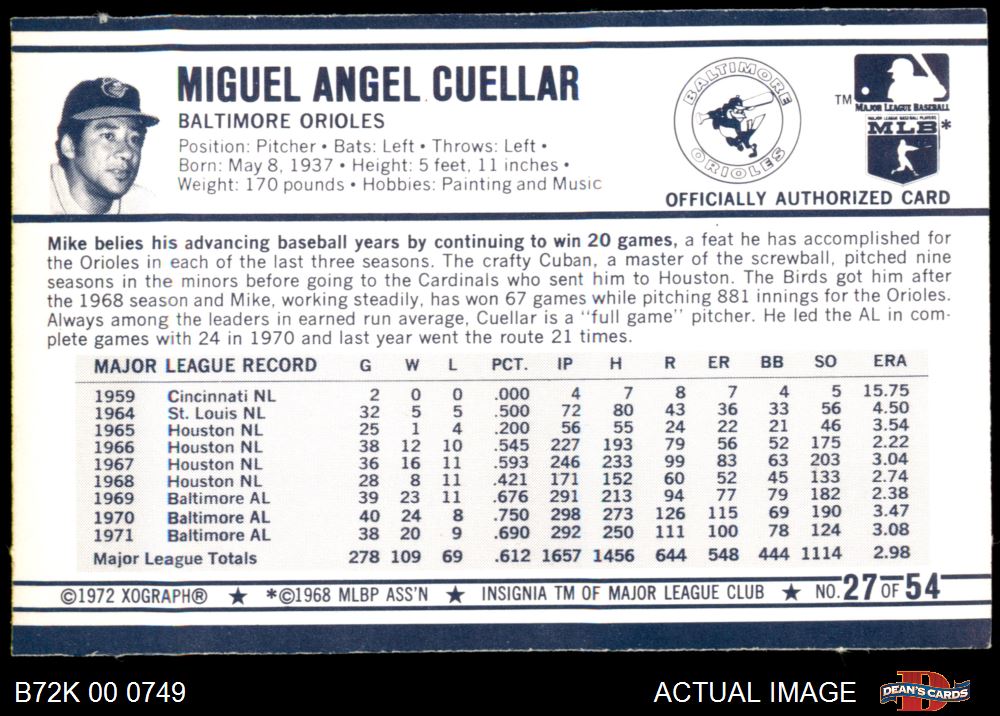 MIGUEL ANGEL CUELLAR
BALTIMORE ORIOLES
Position: Pitcher • Bats: Left • Throws: Left •
Born: May 8, 1937 • Height: 5 feet, 11 inches •
Weight: 170 pounds • Hobbies: Painting and Music
BALTIMORE
ORIOLES
TM
MAJOR LEAGUE BASEBALL
MAJOR LEAGUE BASEBALL PLAYERS
MLB*
OFFICIALLY AUTHORIZED CARD
Mike belies his advancing baseball years by continuing to win 20 games, a feat he has accomplished for
the Orioles in each of the last three seasons. The crafty Cuban, a master of the screwball, pitched nine
seasons in the minors before going to the Cardinals who sent him to Houston. The Birds got him after
the 1968 season and Mike, working steadily, has won 67 games while pitching 881 innings for the Orioles.
Always among the leaders in earned run average, Cuellar is a "full game" pitcher. He led the AL in com-
plete games with 24 in 1970 and last year went the route 21 times.
MAJOR LEAGUE RECORD G W L PCT. IP H R ER BB SO ERA
1959 Cincinnati NL 2 0 0 .000 4 7 8 7 4 5 15.75
1964 St. Louis NL 32 5 5 .500 72 80 43 36 33 56 4.50
1965 Houston NL 25 1 4 .200 56 55 24 22 21 46 3.54
1966 Houston NL 38 12 10 .545 227 193 79 56 52 175 2.22
1967 Houston NL 36 16 11 .593 246 233 99 83 63 203 3.04
1968 Houston NL 28 8 11 .421 171 152 60 52 45 133 2.74
1969 Baltimore AL 39 23 11 .676 291 213 94 77 79 182 2.38
1970 Baltimore AL 40 24 8 .750 298 273 126 115 69 190 3.47
1971 Baltimore AL 38 20 9 .690 292 250 111 100 78 124 3.08
Major League Totals 278 109 69 .612 1657 1456 644 548 444 1114 2.98
©1972 XOGRAPH® ★ *©1968 MLBP ASS'N ★ INSIGNIA TM OF MAJOR LEAGUE CLUB ★ NO. 27 OF 54
B72K 00 0749
ACTUAL IMAGE
DEAN'S CARDS